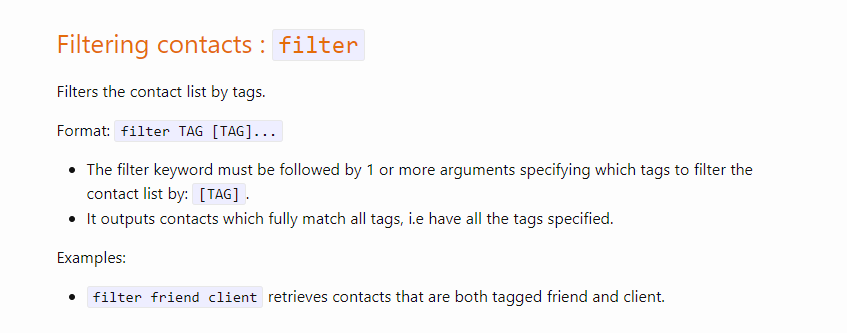 Filtering contacts : filter
Filters the contact list by tags.
Format: filter TAG [TAG]...
• The filter keyword must be followed by 1 or more arguments specifying which tags to filter the
contact list by: [TAG].
• It outputs contacts which fully match all tags, i.e have all the tags specified.
Examples:
• filter friend client retrieves contacts that are both tagged friend and client.